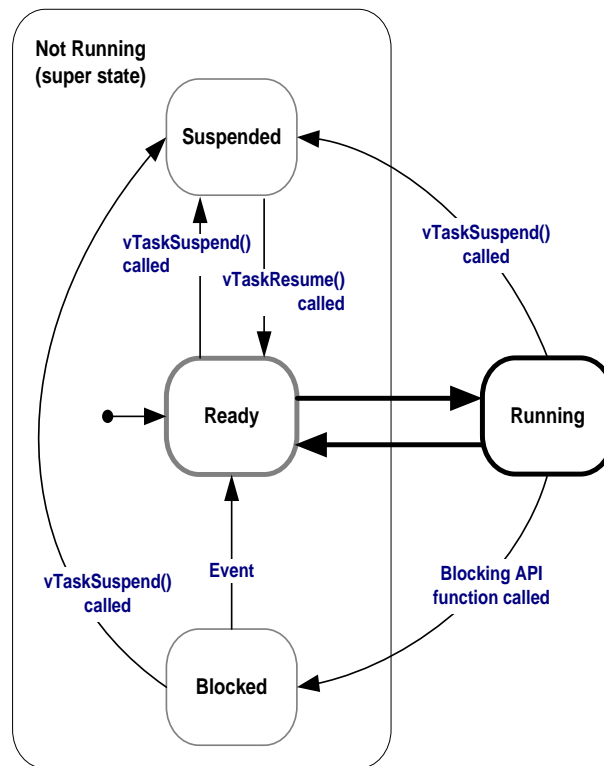 Not Running
(super state)
Suspended
vTaskSuspend()
called
vTaskResume()
called
vTaskSuspend()
called
Ready
Running
Event
vTaskSuspend()
called
Blocking API
function called
Blocked